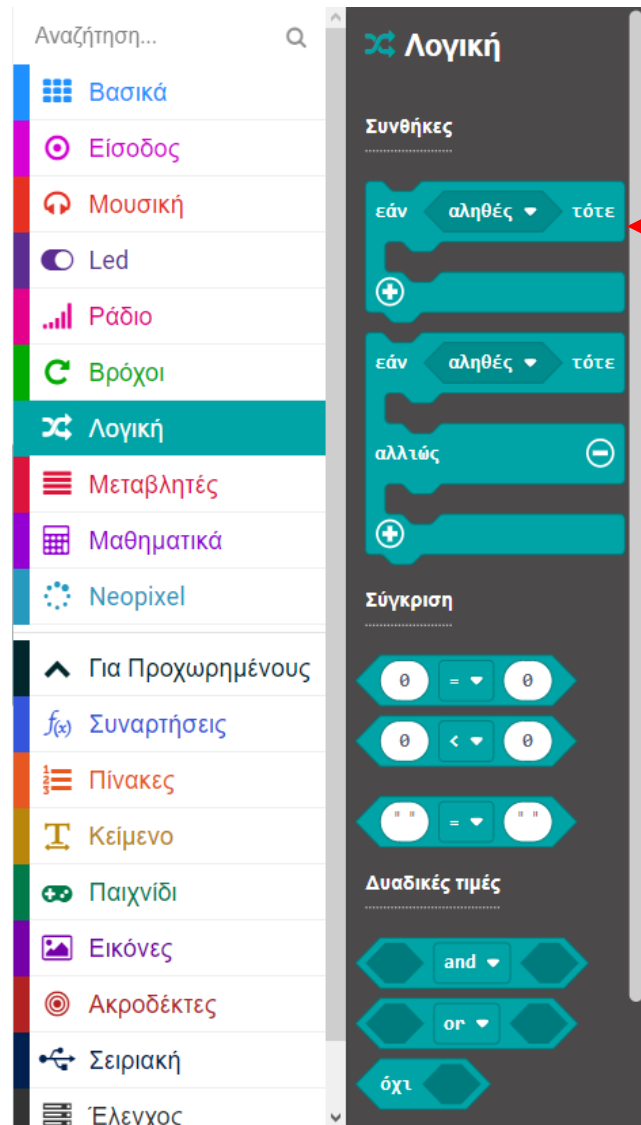 Αναζήτηση...
Βασικά
Είσοδος
Μουσική
Led
Ράδιο
Βρόχοι
Λογική
Μεταβλητές
Μαθηματικά
Neopixel
Για Προχωρημένους
f(x) Συναρτήσεις
Πίνακες
Κείμενο
Παιχνίδι
Εικόνες
Ακροδέκτες
Σειριακή
Έλεγχος
Λογική
Συνθήκες
εάν αληθές τότε
εάν αληθές τότε
αλλιώς
Σύγκριση
0 = 0
0 < 0
" " = " "
Δυαδικές τιμές
and
or
όχι